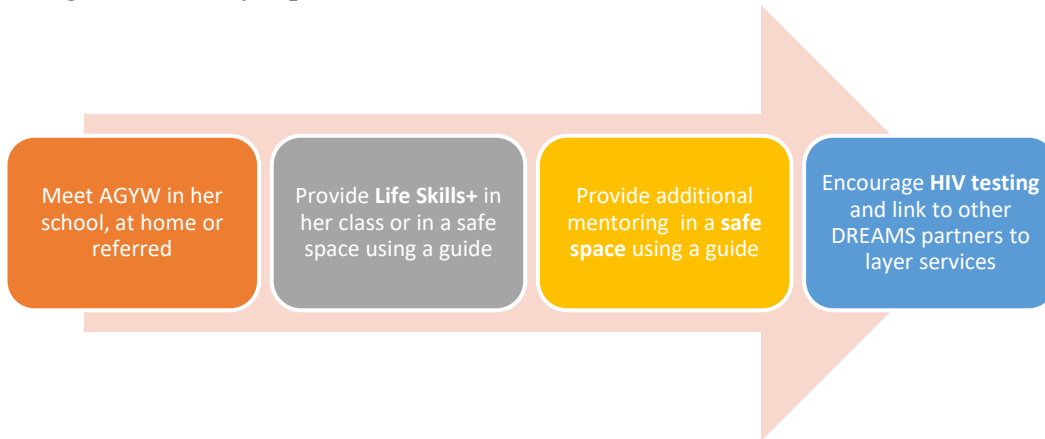 Meet AGYW in her
school, at home or
referred
Provide Life Skills+ in
her class or in a safe
space using a guide
Provide additional
mentoring in a safe
space using a guide
Encourage HIV testing
and link to other
DREAMS partners to
layer services